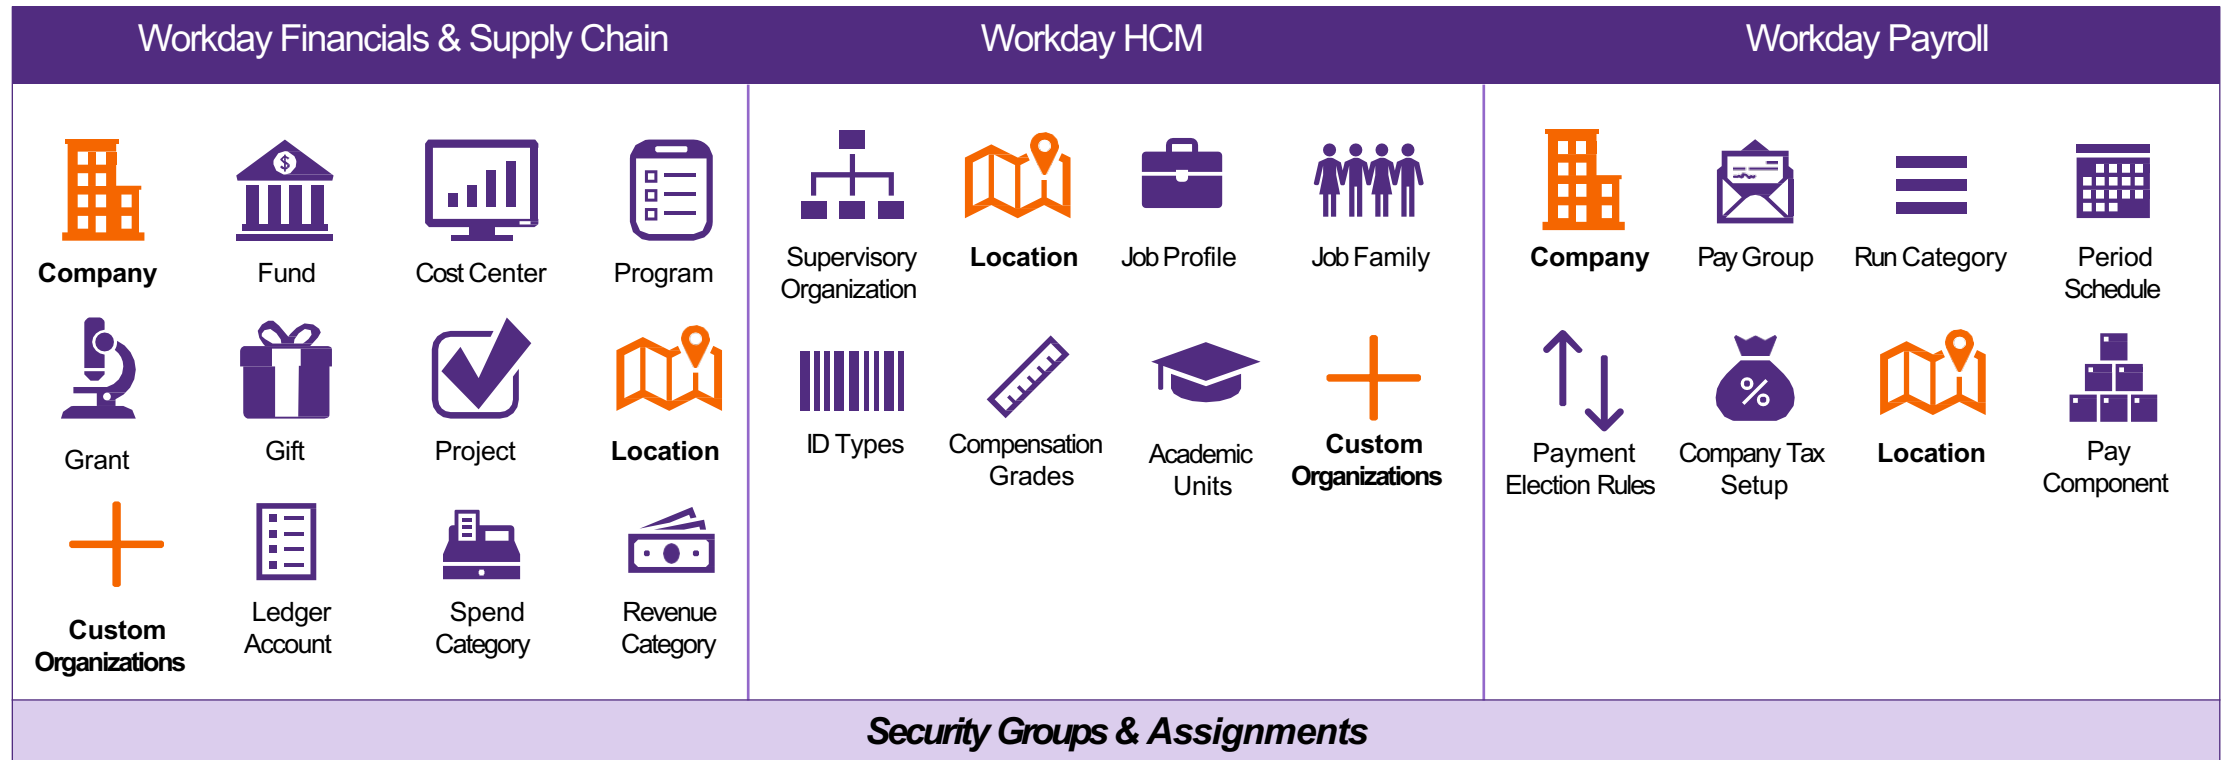 Workday Financials & Supply Chain
Workday HCM
Workday Payroll
Company
Fund
Cost Center
Program
Grant
Gift
Project
Location
Custom
Organizations
Ledger
Account
Spend
Category
Revenue
Category
Supervisory
Organization
Location
Job Profile
Job Family
ID Types
Compensation
Grades
Academic
Units
Custom
Organizations
Company
Pay Group
Run Category
Period
Schedule
Payment
Election Rules
Company Tax
Setup
Location
Pay
Component
Security Groups & Assignments